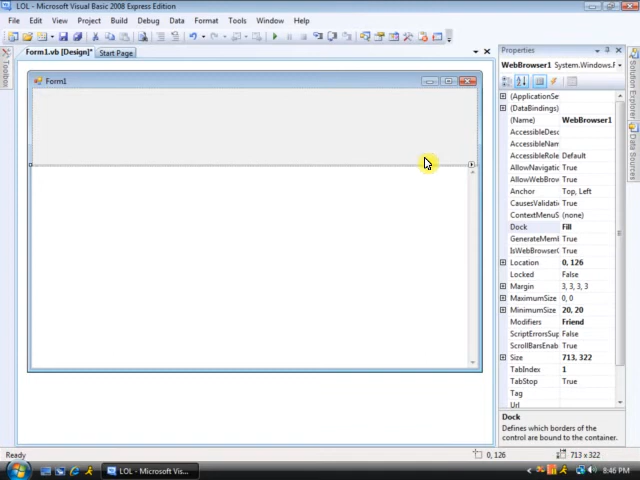 LOL - Microsoft Visual Basic 2008 Express Edition
File Edit View Project Build Debug Data Format Tools Window Help
Form1.vb [Design]* Start Page
Toolbox
Form1
Properties
WebBrowser1 System.Windows.F
(ApplicationSe
(DataBindings)
(Name) WebBrowser1
AccessibleDesc
AccessibleNam
AccessibleRole Default
AllowNavigatic True
AllowWebBrow True
Anchor Top, Left
CausesValidati True
ContextMenuS (none)
Dock Fill
GenerateMeml True
IsWebBrowser( True
Location 0, 126
Locked False
Margin 3, 3, 3, 3
MaximumSize 0, 0
MinimumSize 20, 20
Modifiers Friend
ScriptErrorsSup False
ScrollBarsEnab True
Size 713, 322
TabIndex 1
TabStop True
Tag
Url
Dock
Defines which borders of the
control are bound to the container.
Solution Explorer
Data Sources
Ready 0, 126 713 x 322
LOL - Microsoft Vis... 8:46 PM